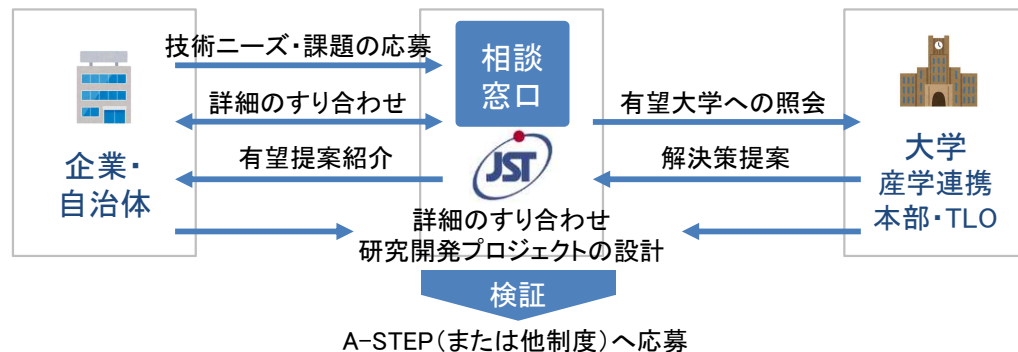 技術ニーズ・課題の応募
相談
窓口
詳細のすり合わせ
有望大学への照会
企業・
自治体
有望提案紹介
JST
解決策提案
大学
産学連携
本部・TLO
詳細のすり合わせ
研究開発プロジェクトの設計
検証
A-STEP(または他制度)へ応募